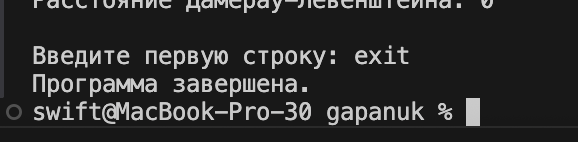 Расстояние Дамерау-Левенштейна: 0
Введите первую строку: exit
Программа завершена.
swift@MacBook-Pro-30 gapanuk %